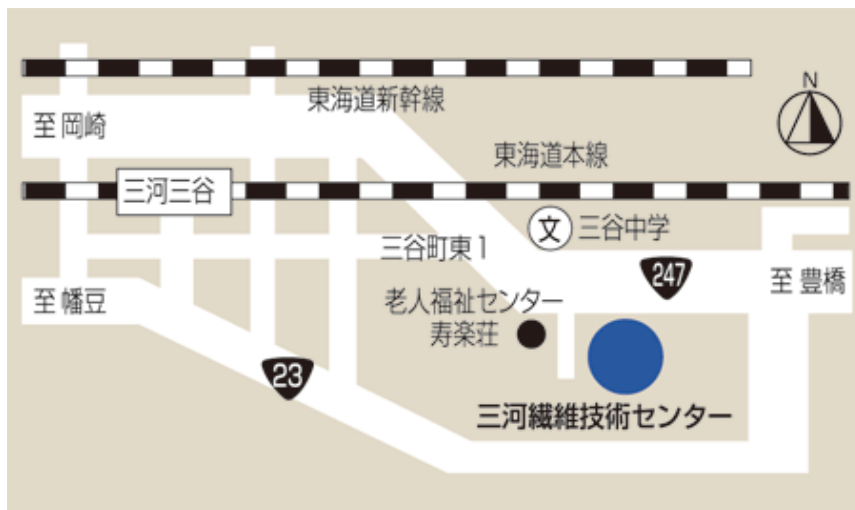 N
東海道新幹線
至 岡崎
東海道本線
三河三谷
文 三谷中学
三谷町東1
247
至 豊橋
至 幡豆
老人福祉センター
寿楽荘
23
三河繊維技術センター